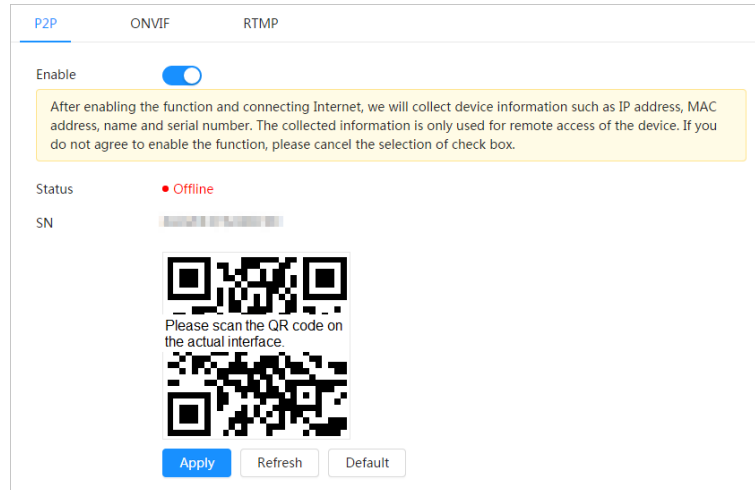 P2P ONVIF RTMP
Enable
After enabling the function and connecting Internet, we will collect device information such as IP address, MAC
address, name and serial number. The collected information is only used for remote access of the device. If you
do not agree to enable the function, please cancel the selection of check box.
Status Offline
SN
Please scan the QR code on
the actual interface.
Apply Refresh Default